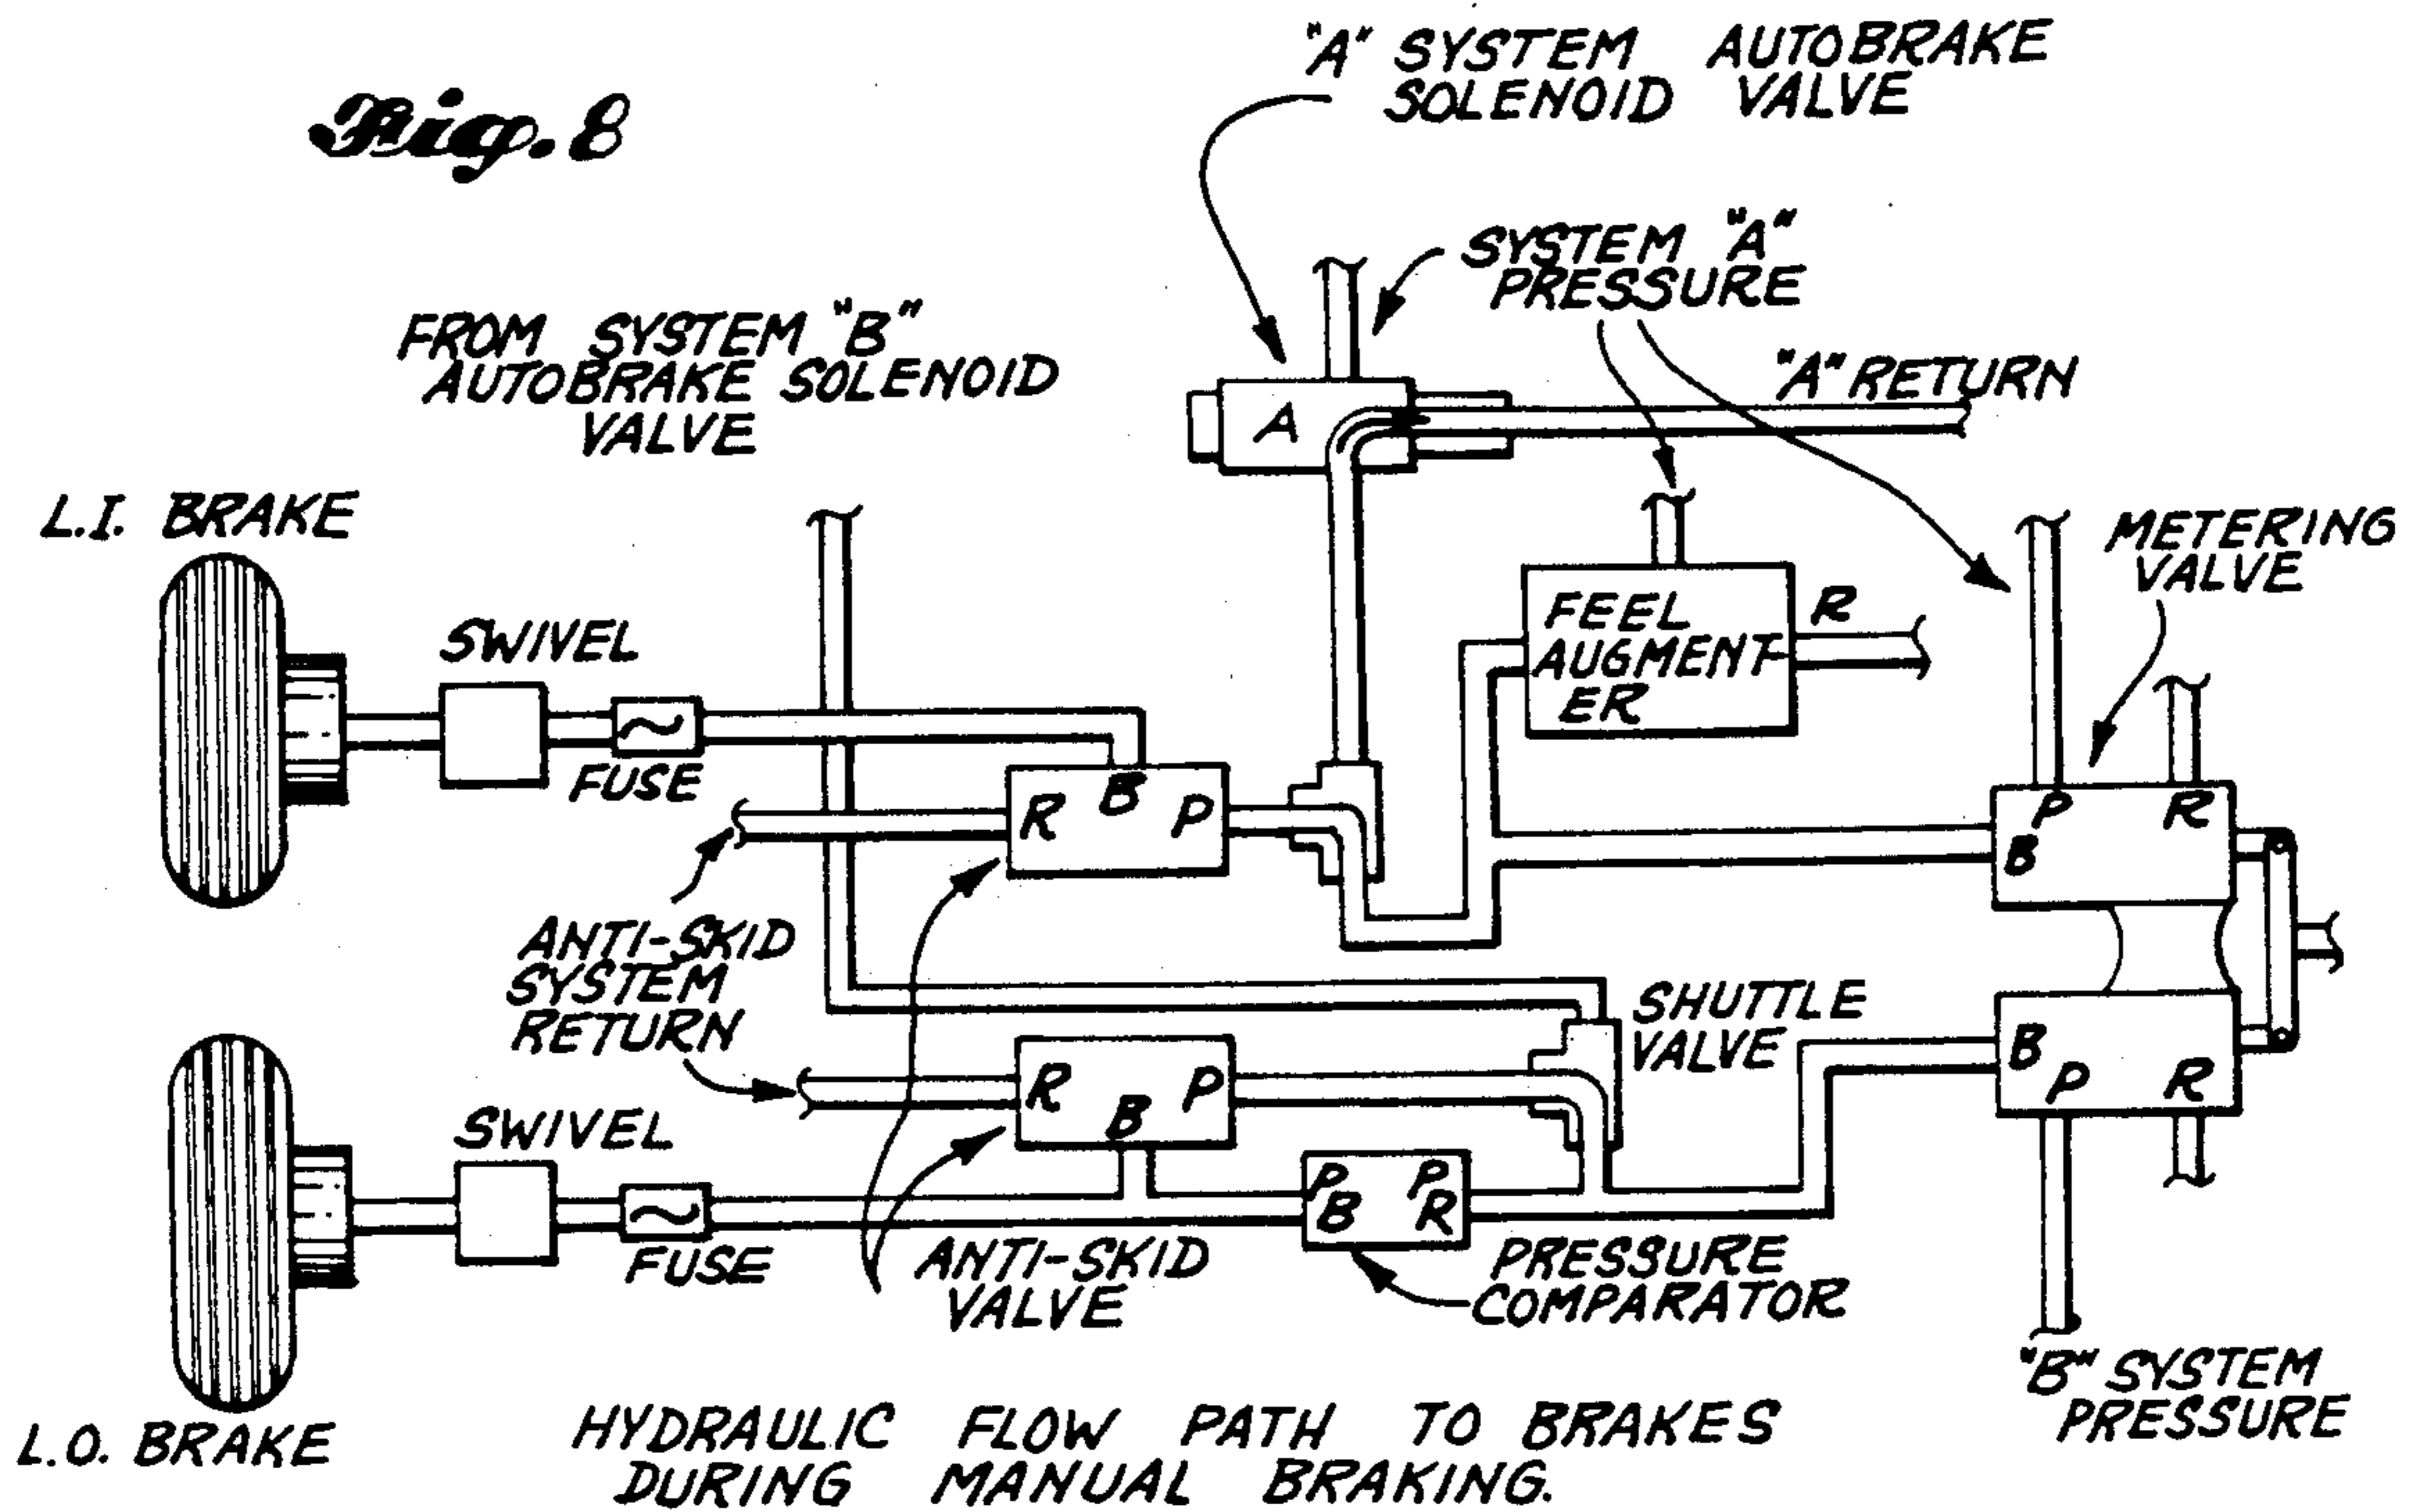 Fig. 8
"A" SYSTEM AUTOBRAKE
SOLENOID VALVE
SYSTEM "A"
PRESSURE
FROM SYSTEM "B"
AUTOBRAKE SOLENOID
VALVE
"A" RETURN
A
L.I. BRAKE
METERING
VALVE
SWIVEL
FUSE
FEEL
AUGMENT
ER
R
R B P
P R
B
ANTI-SKID
SYSTEM
RETURN
SHUTTLE
VALVE
R B P
B
P R
SWIVEL
FUSE
P P
B R
ANTI-SKID
VALVE
PRESSURE
COMPARATOR
"B" SYSTEM
PRESSURE
L.O. BRAKE
HYDRAULIC FLOW PATH TO BRAKES
DURING MANUAL BRAKING.